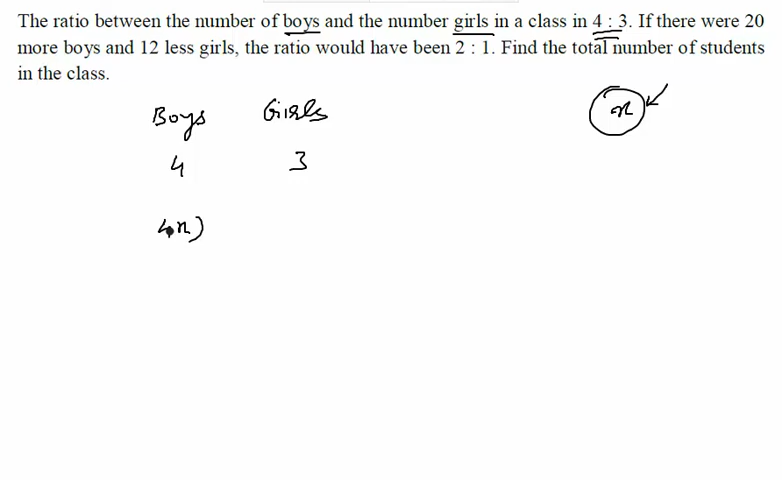 The ratio between the number of boys and the number girls in a class in 4 : 3. If there were 20
more boys and 12 less girls, the ratio would have been 2 : 1. Find the total number of students
in the class.
Boys Girls x
4 3
4x)